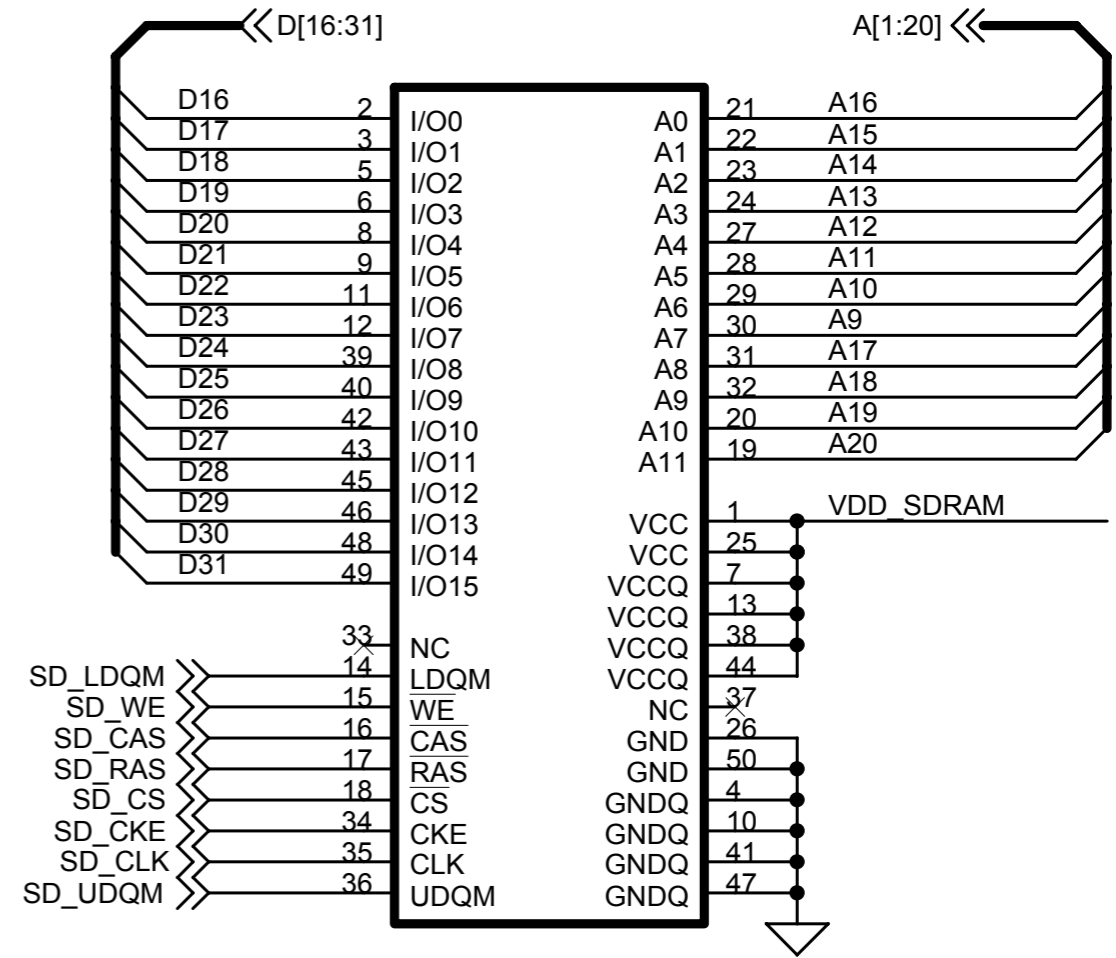 D[16:31] A[1:20]
D16 2 I/O0 A0 21 A16
D17 3 I/O1 A1 22 A15
D18 5 I/O2 A2 23 A14
D19 6 I/O3 A3 24 A13
D20 8 I/O4 A4 27 A12
D21 9 I/O5 A5 28 A11
D22 11 I/O6 A6 29 A10
D23 12 I/O7 A7 30 A9
D24 39 I/O8 A8 31 A17
D25 40 I/O9 A9 32 A18
D26 42 I/O10 A10 20 A19
D27 43 I/O11 A11 19 A20
D28 45 I/O12
D29 46 I/O13 VCC 1 VDD_SDRAM
D30 48 I/O14 VCC 25
D31 49 I/O15 VCCQ 7
VCCQ 13
33 NC VCCQ 38
SD_LDQM 14 LDQM VCCQ 44
SD_WE 15 WE NC 37
SD_CAS 16 CAS GND 26
SD_RAS 17 RAS GND 50
SD_CS 18 CS GNDQ 4
SD_CKE 34 CKE GNDQ 10
SD_CLK 35 CLK GNDQ 41
SD_UDQM 36 UDQM GNDQ 47